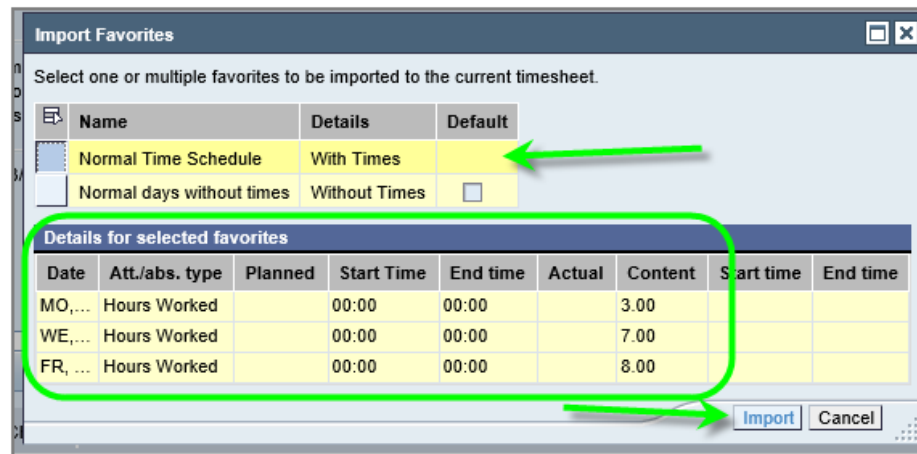 Import Favorites
Select one or multiple favorites to be imported to the current timesheet.
Name Details Default
Normal Time Schedule With Times
Normal days without times Without Times
Details for selected favorites
Date Att./abs. type Planned Start Time End time Actual Content Start time End time
MO,... Hours Worked 00:00 00:00 3.00
WE,... Hours Worked 00:00 00:00 7.00
FR, ... Hours Worked 00:00 00:00 8.00
Import Cancel